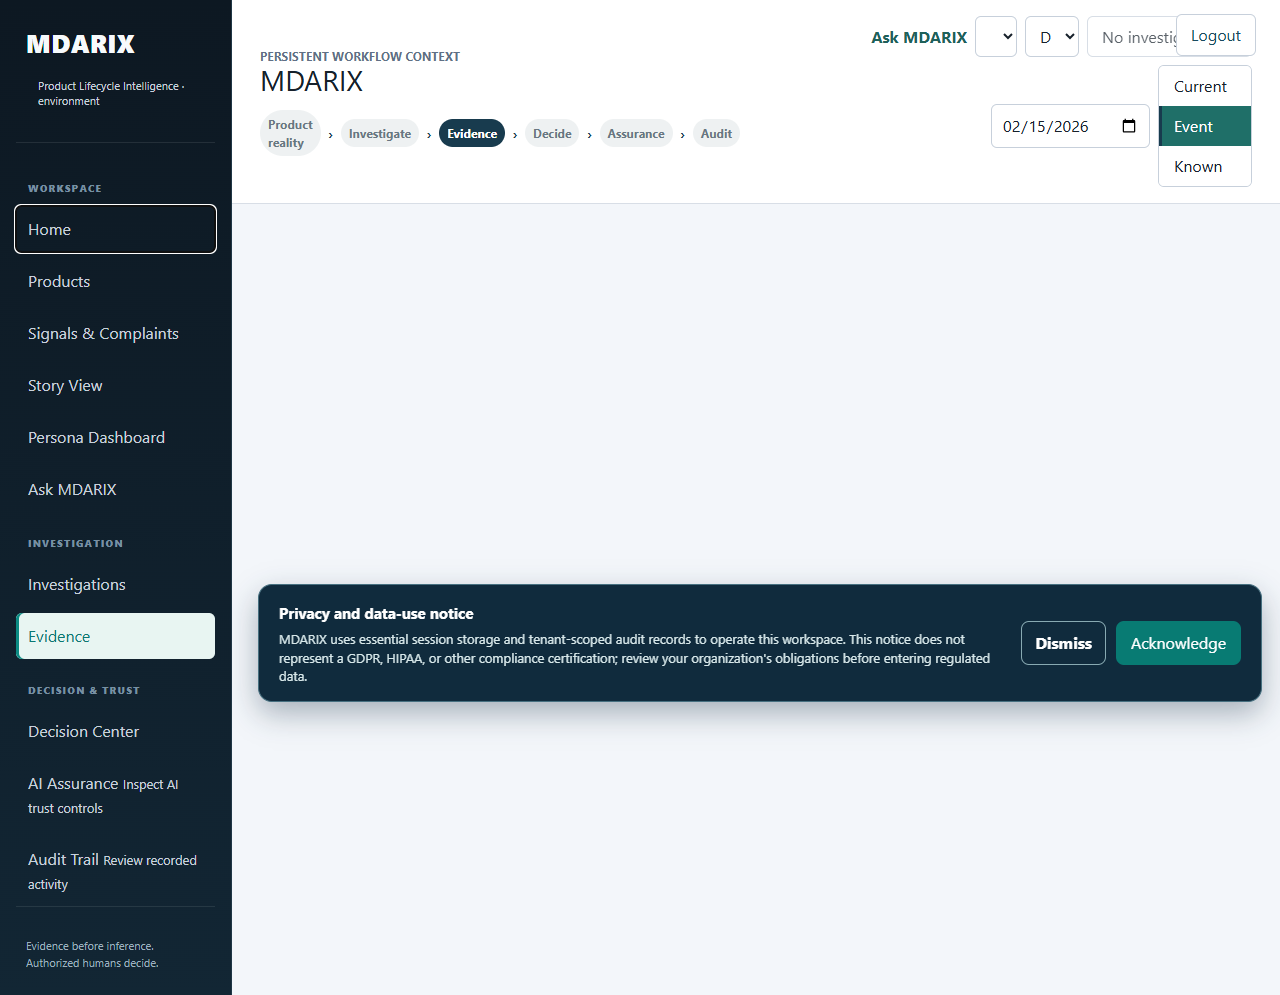 MDARIX
Product Lifecycle Intelligence ·
environment
WORKSPACE
Home
Products
Signals & Complaints
Story View
Persona Dashboard
Ask MDARIX
INVESTIGATION
Investigations
Evidence
DECISION & TRUST
Decision Center
AI Assurance Inspect AI
trust controls
Audit Trail Review recorded
activity
Evidence before inference.
Authorized humans decide.
PERSISTENT WORKFLOW CONTEXT
MDARIX
Product
reality
› Investigate › Evidence › Decide › Assurance › Audit
Ask MDARIX
D
No
Logout
02/15/2026
Current
Event
Known
Privacy and data-use notice
MDARIX uses essential session storage and tenant-scoped audit records to operate this workspace. This notice does not
represent a GDPR, HIPAA, or other compliance certification; review your organization's obligations before entering regulated
data.
Dismiss
Acknowledge